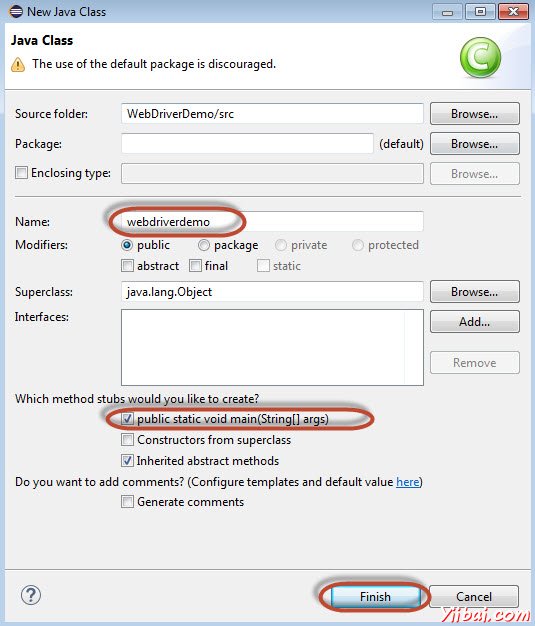 New Java Class
Java Class
The use of the default package is discouraged.
Source folder: WebDriverDemo/src Browse...
Package: (default) Browse...
Enclosing type: Browse...
Name: webdriverdemo
Modifiers: public package private protected
abstract final static
Superclass: java.lang.Object Browse...
Interfaces: Add...
Remove
Which method stubs would you like to create?
public static void main(String[] args)
Constructors from superclass
Inherited abstract methods
Do you want to add comments? (Configure templates and default value here)
Generate comments
? Finish Cancel
Yiibai.com